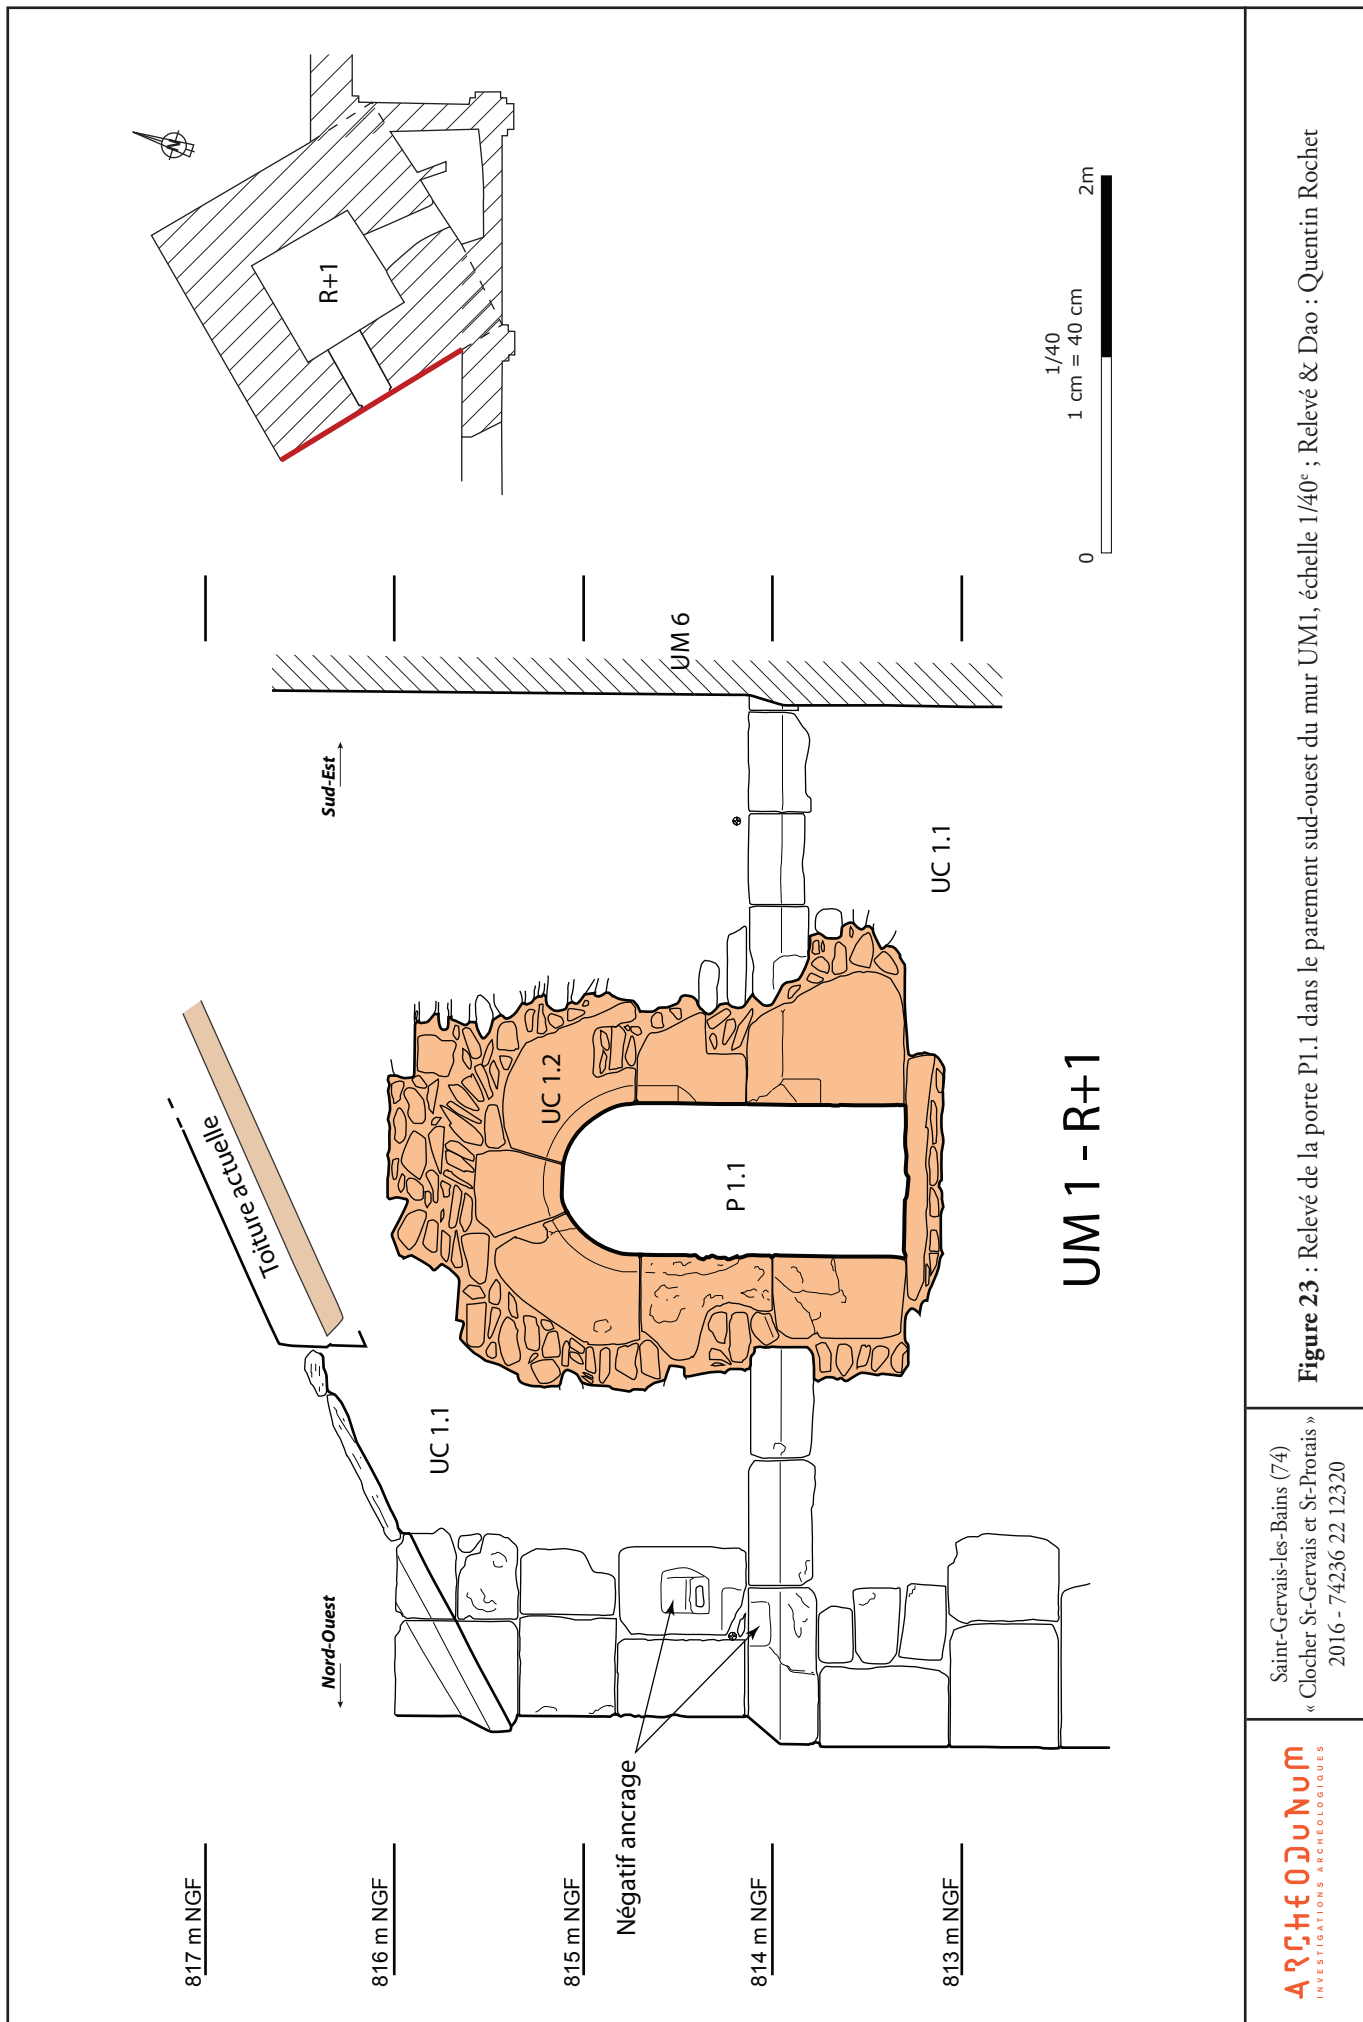 817 m NGF
816 m NGF
815 m NGF
814 m NGF
813 m NGF
Négatif ancrage
Nord-Ouest
Sud-Est
Toiture actuelle
UC 1.1
UC 1.2
P 1.1
UC 1.1
UM 6
UM 1 - R+1
R+1
N
1/40
1 cm = 40 cm
0
2m
ARCHEODUNUM
INVESTIGATIONS ARCHÉOLOGIQUES
Saint-Gervais-les-Bains (74)
« Clocher St-Gervais et St-Protais »
2016 - 74236 22 12320
Figure 23 : Relevé de la porte P1.1 dans le parement sud-ouest du mur UM1, échelle 1/40e ; Relevé & Dao : Quentin Rochet